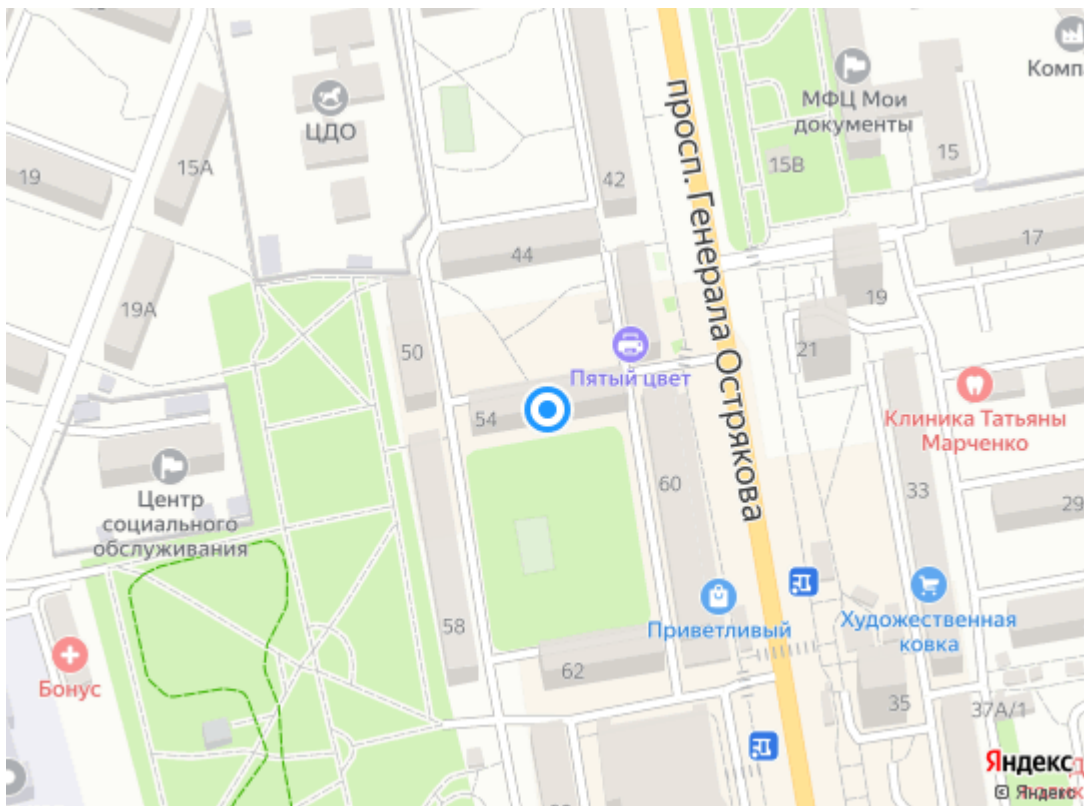 Комп
МФЦ Мои
документы
ЦДО
15А
15В
15
19
42
просп. Генерала Острякова
17
44
19А
19
50
21
Пятый цвет
54
Клиника Татьяны
Марченко
60
33
29
Центр
социального
обслуживания
58
Приветливый
Художественная
ковка
62
Бонус
35
37А/1
Яндекс
© Яндекс